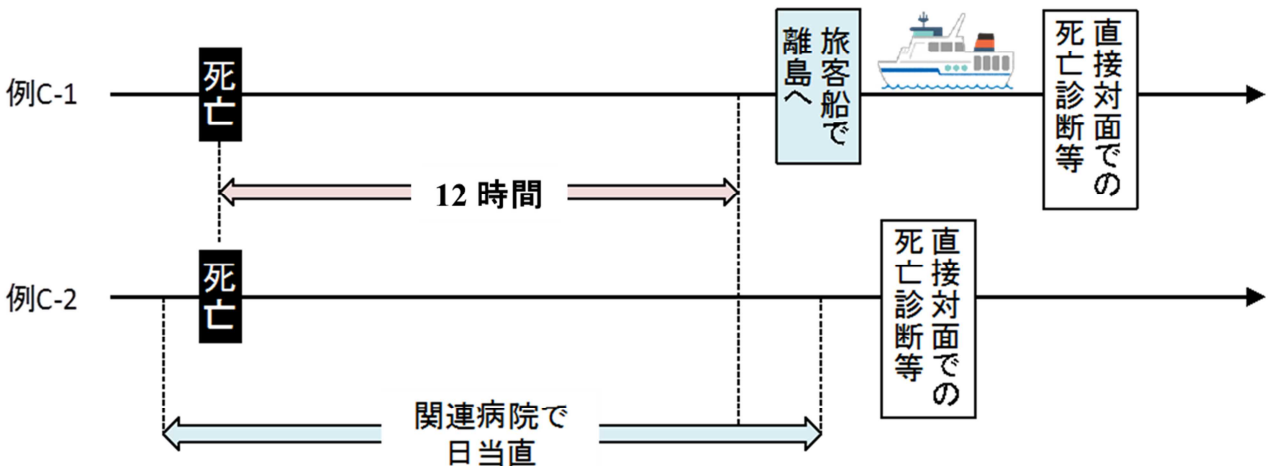 例C-1
死亡
旅客船で
離島へ
直接対面での
死亡診断等
12 時間
例C-2
死亡
直接対面での
死亡診断等
関連病院で
日当直